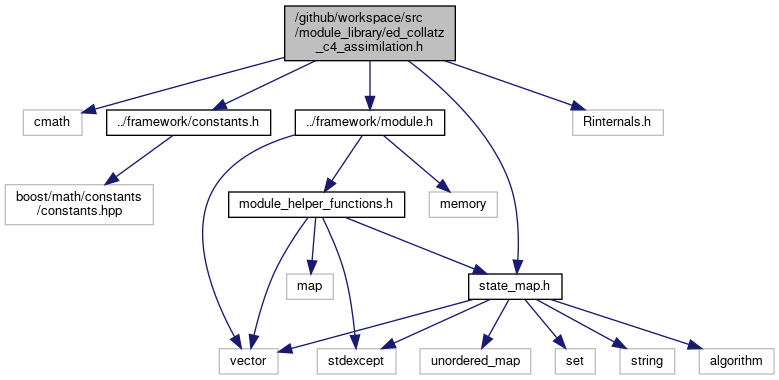 /github/workspace/src
/module_library/ed_collatz
_c4_assimilation.h
cmath
../framework/constants.h
../framework/module.h
Rinternals.h
boost/math/constants
/constants.hpp
module_helper_functions.h
memory
map
state_map.h
vector
stdexcept
unordered_map
set
string
algorithm